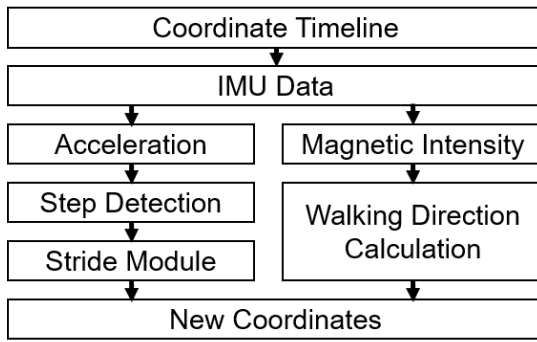 Coordinate Timeline
IMU Data
Acceleration
Magnetic Intensity
Step Detection
Walking Direction
Calculation
Stride Module
New Coordinates